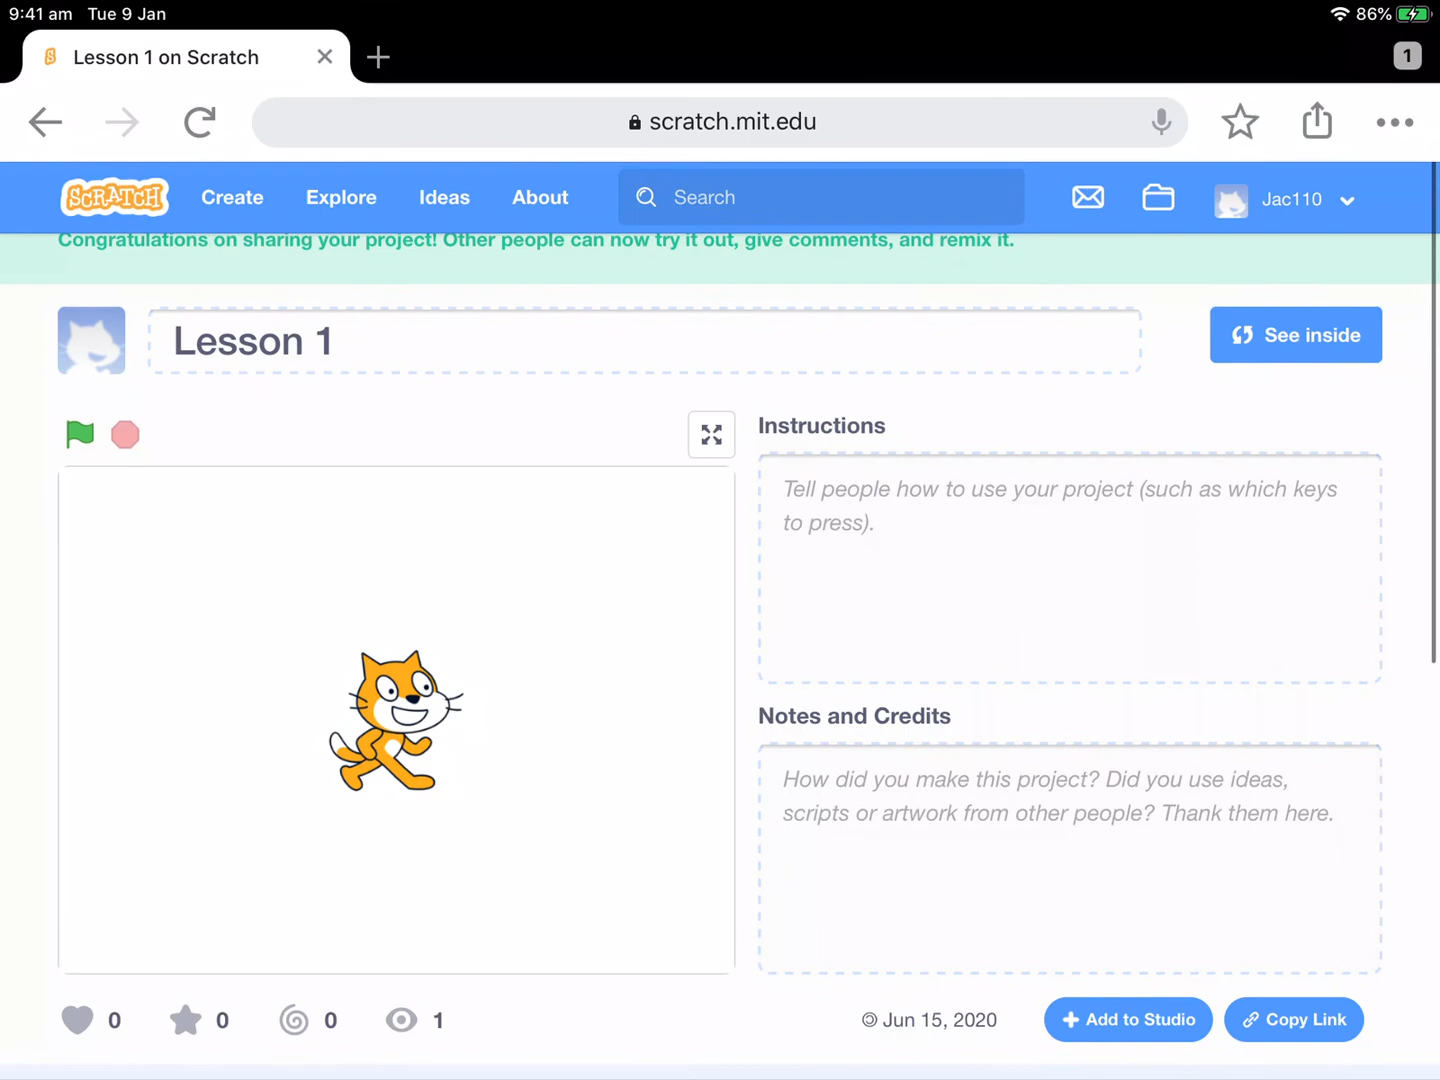 9:41 am Tue 9 Jan 86%
Lesson 1 on Scratch 1
scratch.mit.edu
SCRATCH Create Explore Ideas About Search Jac110
Congratulations on sharing your project! Other people can now try it out, give comments, and remix it.
Lesson 1 See inside
Instructions
Tell people how to use your project (such as which keys
to press).
Notes and Credits
How did you make this project? Did you use ideas,
scripts or artwork from other people? Thank them here.
0 0 0 1 Jun 15, 2020 Add to Studio Copy Link